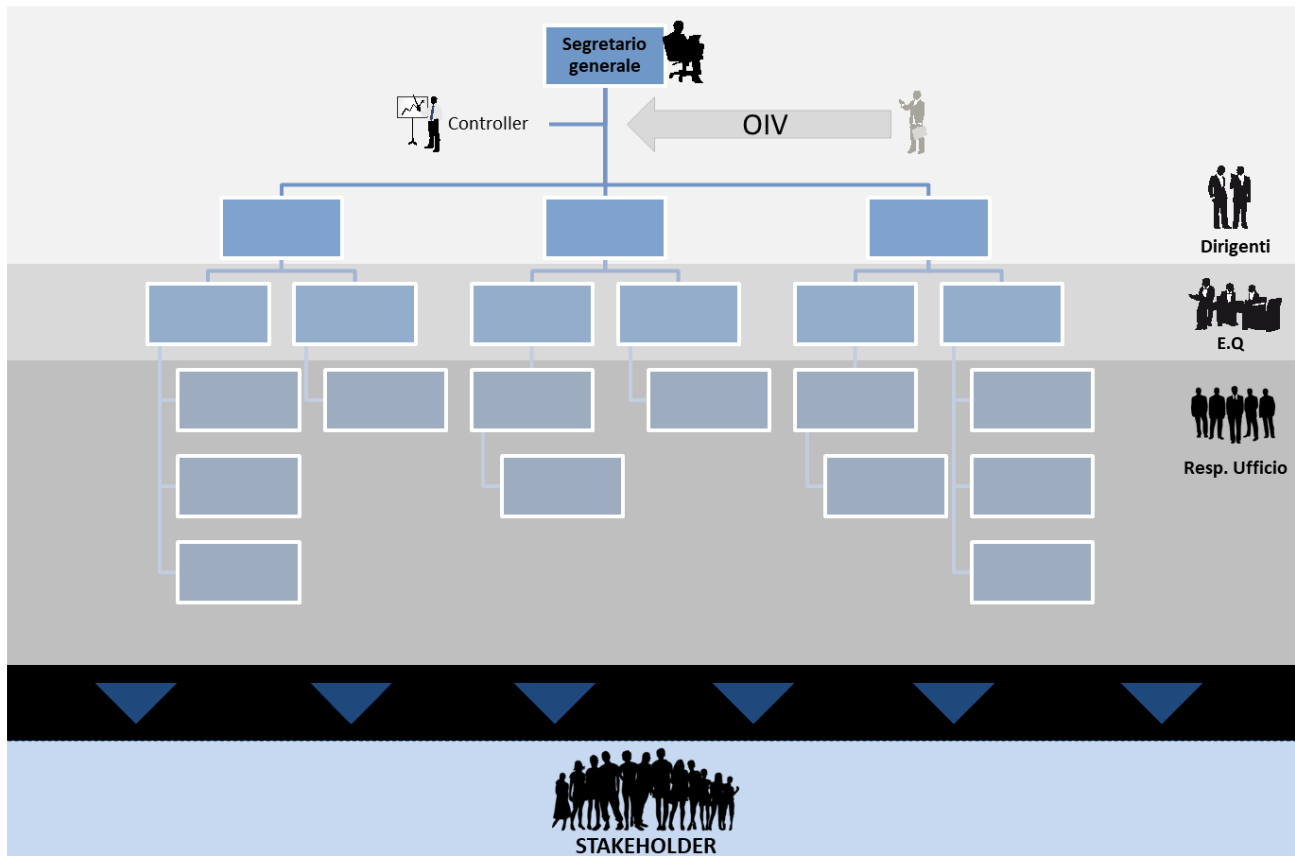 Segretario
generale
Controller
OIV
Dirigenti
E.Q
Resp. Ufficio
STAKEHOLDER